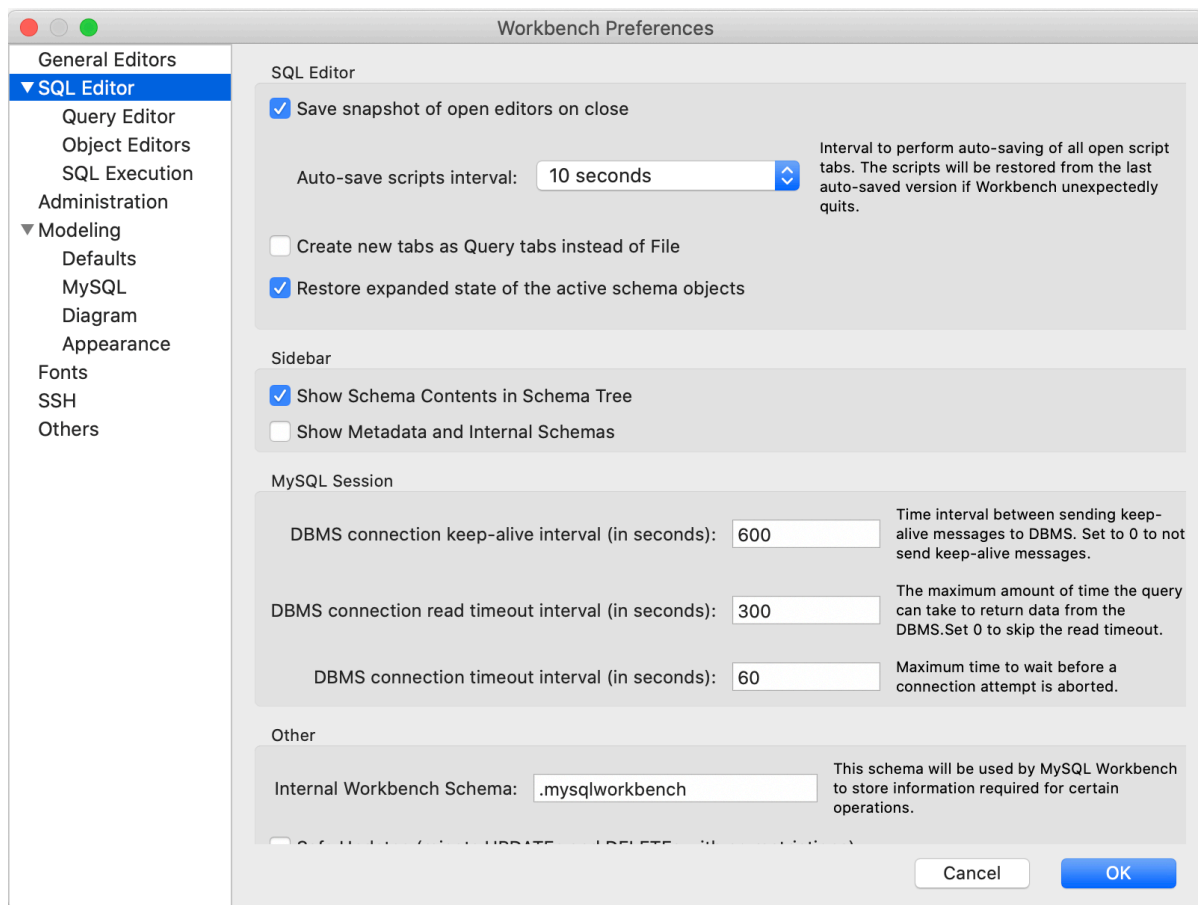 Workbench Preferences
General Editors
SQL Editor
Query Editor
Object Editors
SQL Execution
Administration
Modeling
Defaults
MySQL
Diagram
Appearance
Fonts
SSH
Others
SQL Editor
Save snapshot of open editors on close
Auto-save scripts interval:
10 seconds
Interval to perform auto-saving of all open script
tabs. The scripts will be restored from the last
auto-saved version if Workbench unexpectedly
quits.
Create new tabs as Query tabs instead of File
Restore expanded state of the active schema objects
Sidebar
Show Schema Contents in Schema Tree
Show Metadata and Internal Schemas
MySQL Session
DBMS connection keep-alive interval (in seconds):
600
Time interval between sending keep-
alive messages to DBMS. Set to 0 to not
send keep-alive messages.
DBMS connection read timeout interval (in seconds):
300
The maximum amount of time the query
can take to return data from the
DBMS.Set 0 to skip the read timeout.
DBMS connection timeout interval (in seconds):
60
Maximum time to wait before a
connection attempt is aborted.
Other
Internal Workbench Schema:
.mysqlworkbench
This schema will be used by MySQL Workbench
to store information required for certain
operations.
Cancel
OK